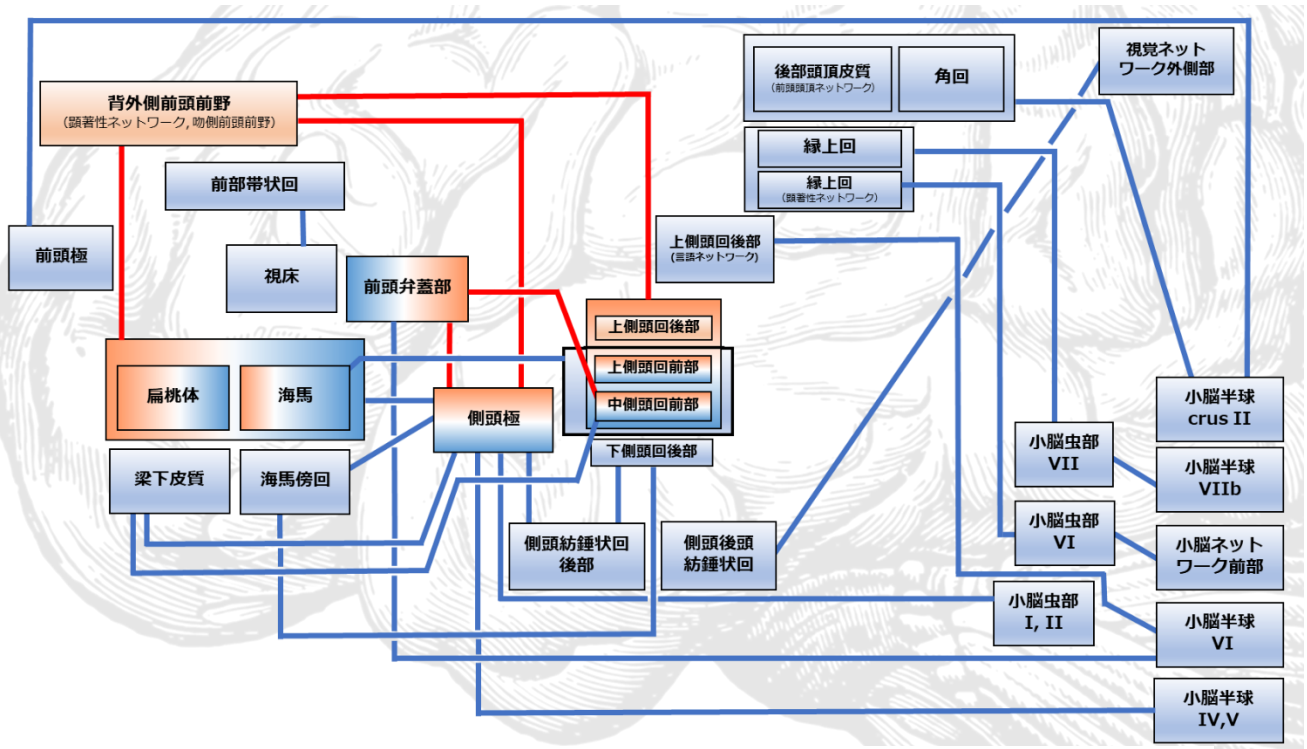 背外側前頭前野
（顕著性ネットワーク, 吻側前頭前野）
前部帯状回
前頭極
視床
前頭弁蓋部
扁桃体
海馬
梁下皮質
海馬傍回
側頭極
上側頭回後部
上側頭回前部
中側頭回前部
下側頭回後部
側頭紡錘状回
後部
側頭後頭
紡錘状回
上側頭回後部
(言語ネットワーク)
後部頭頂皮質
（前頭頭頂ネットワーク）
角回
縁上回
縁上回
（顕著性ネットワーク）
視覚ネット
ワーク外側部
小脳半球
crus II
小脳虫部
VII
小脳半球
VIIb
小脳虫部
VI
小脳ネット
ワーク前部
小脳虫部
I, II
小脳半球
VI
小脳半球
IV,V